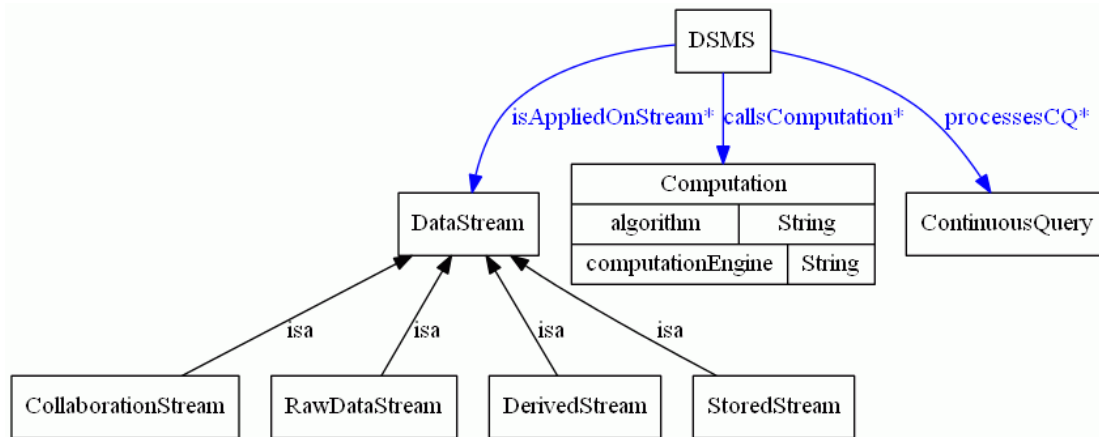 DSMS
isAppliedOnStream* callsComputation* processesCQ*
Computation
DataStream algorithm String ContinuousQuery
computationEngine String
isa isa isa isa
CollaborationStream RawDataStream DerivedStream StoredStream